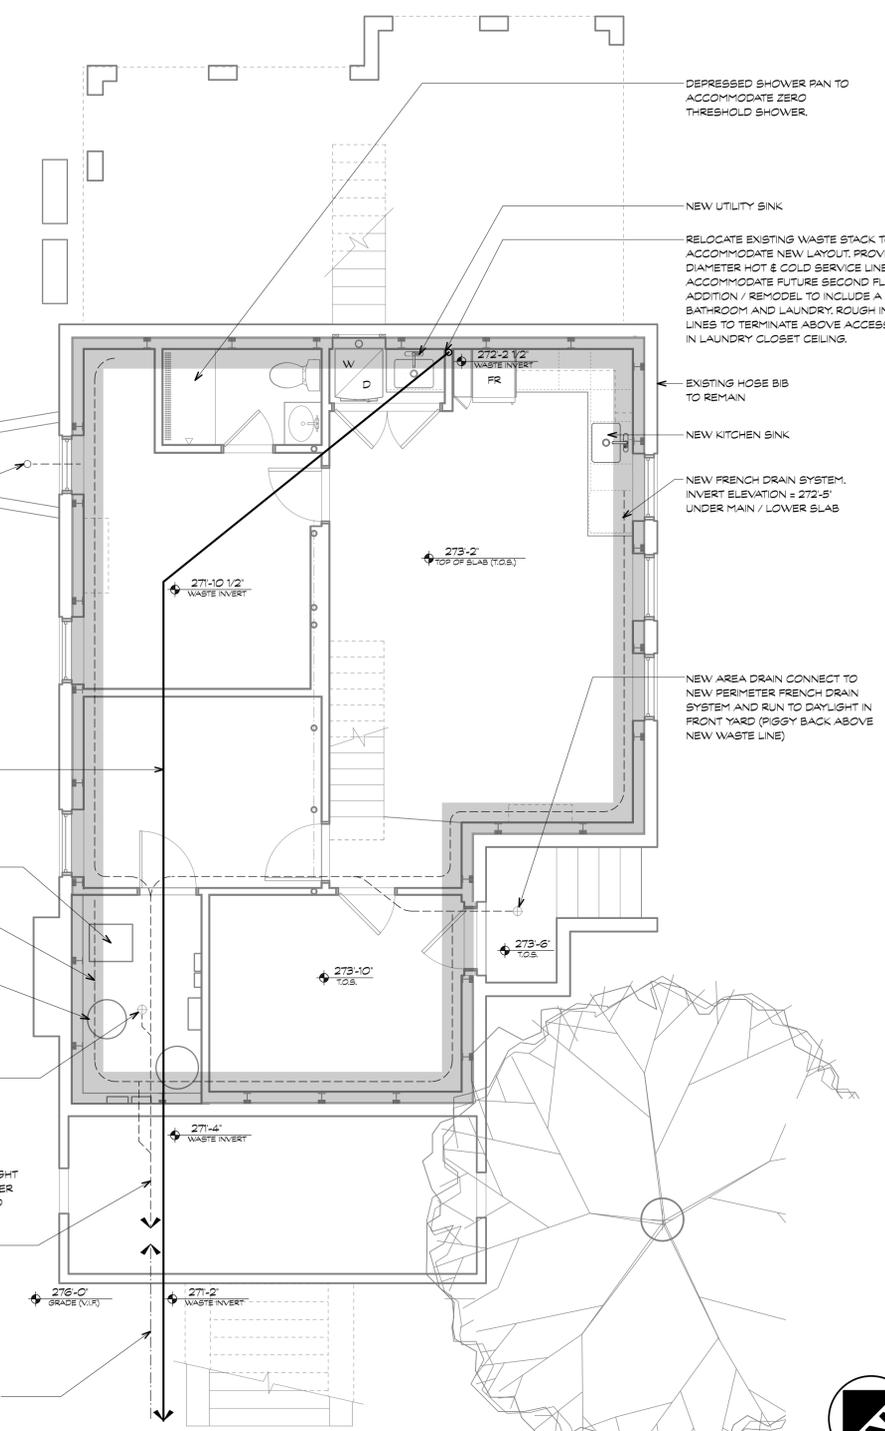 DEPRESSED SHOWER PAN TO
ACCOMMODATE ZERO
THRESHOLD SHOWER.
NEW UTILITY SINK
RELOCATE EXISTING WASTE STACK T
ACCOMMODATE NEW LAYOUT. PROVI
DIAMETER HOT & COLD SERVICE LINE
ACCOMMODATE FUTURE SECOND FL
ADDITION / REMODEL TO INCLUDE A
BATHROOM AND LAUNDRY. ROUGH IN
LINES TO TERMINATE ABOVE ACCESS
IN LAUNDRY CLOSET CEILING.
W
D
272'-2 1/2"
WASTE INVERT
FR
EXISTING HOSE BIB
TO REMAIN
NEW KITCHEN SINK
NEW FRENCH DRAIN SYSTEM.
INVERT ELEVATION = 272'-5"
UNDER MAIN / LOWER SLAB
273'-2"
TOP OF SLAB (T.O.S.)
271'-10 1/2"
WASTE INVERT
NEW AREA DRAIN CONNECT TO
NEW PERIMETER FRENCH DRAIN
SYSTEM AND RUN TO DAYLIGHT IN
FRONT YARD (PIGGY BACK ABOVE
NEW WASTE LINE)
273'-6"
T.O.S.
273'-10"
T.O.S.
271'-4"
WASTE INVERT
GHT
ER
276'-0"
GRADE (V.I.F.)
271'-2"
WASTE INVERT